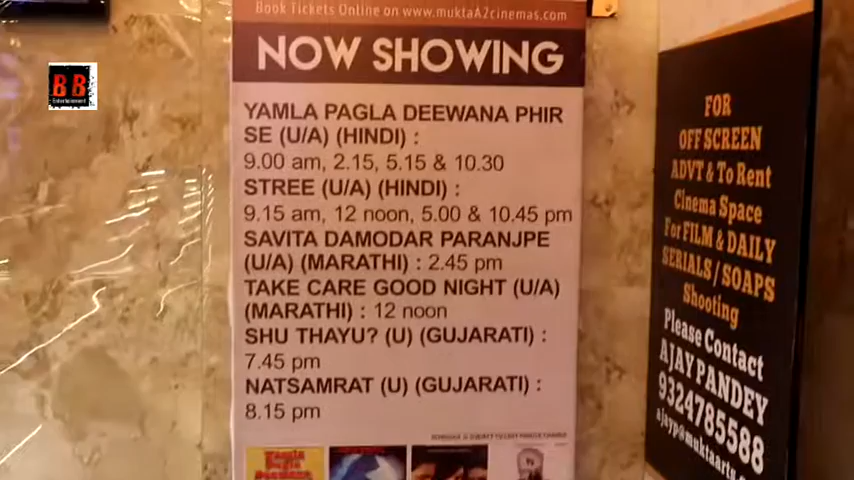 BOOK TICKETS ONLINE ON WWW.MUKTAA2CINEMAS.COM
NOW SHOWING
YAMLA PAGLA DEEWANA PHIR
SE (U/A) (HINDI) :
9.00 am, 2.15, 5.15 & 10.30
STREE (U/A) (HINDI) :
9.15 am, 12 noon, 5.00 & 10.45 pm
SAVITA DAMODAR PARANJPE
(U/A) (MARATHI) : 2.45 pm
TAKE CARE GOOD NIGHT (U/A)
(MARATHI) : 12 noon
SHU THAYU? (U) (GUJARATI) :
7.45 pm
NATSAMRAT (U) (GUJARATI) :
8.15 pm
BB
Entertainment
FOR
OFF SCREEN
ADVT & To RENT
CINEMAS Space
For FILM & DAILY
SERIALS/SOAPS
Shooting
Please Contact
AJAY PANDEY